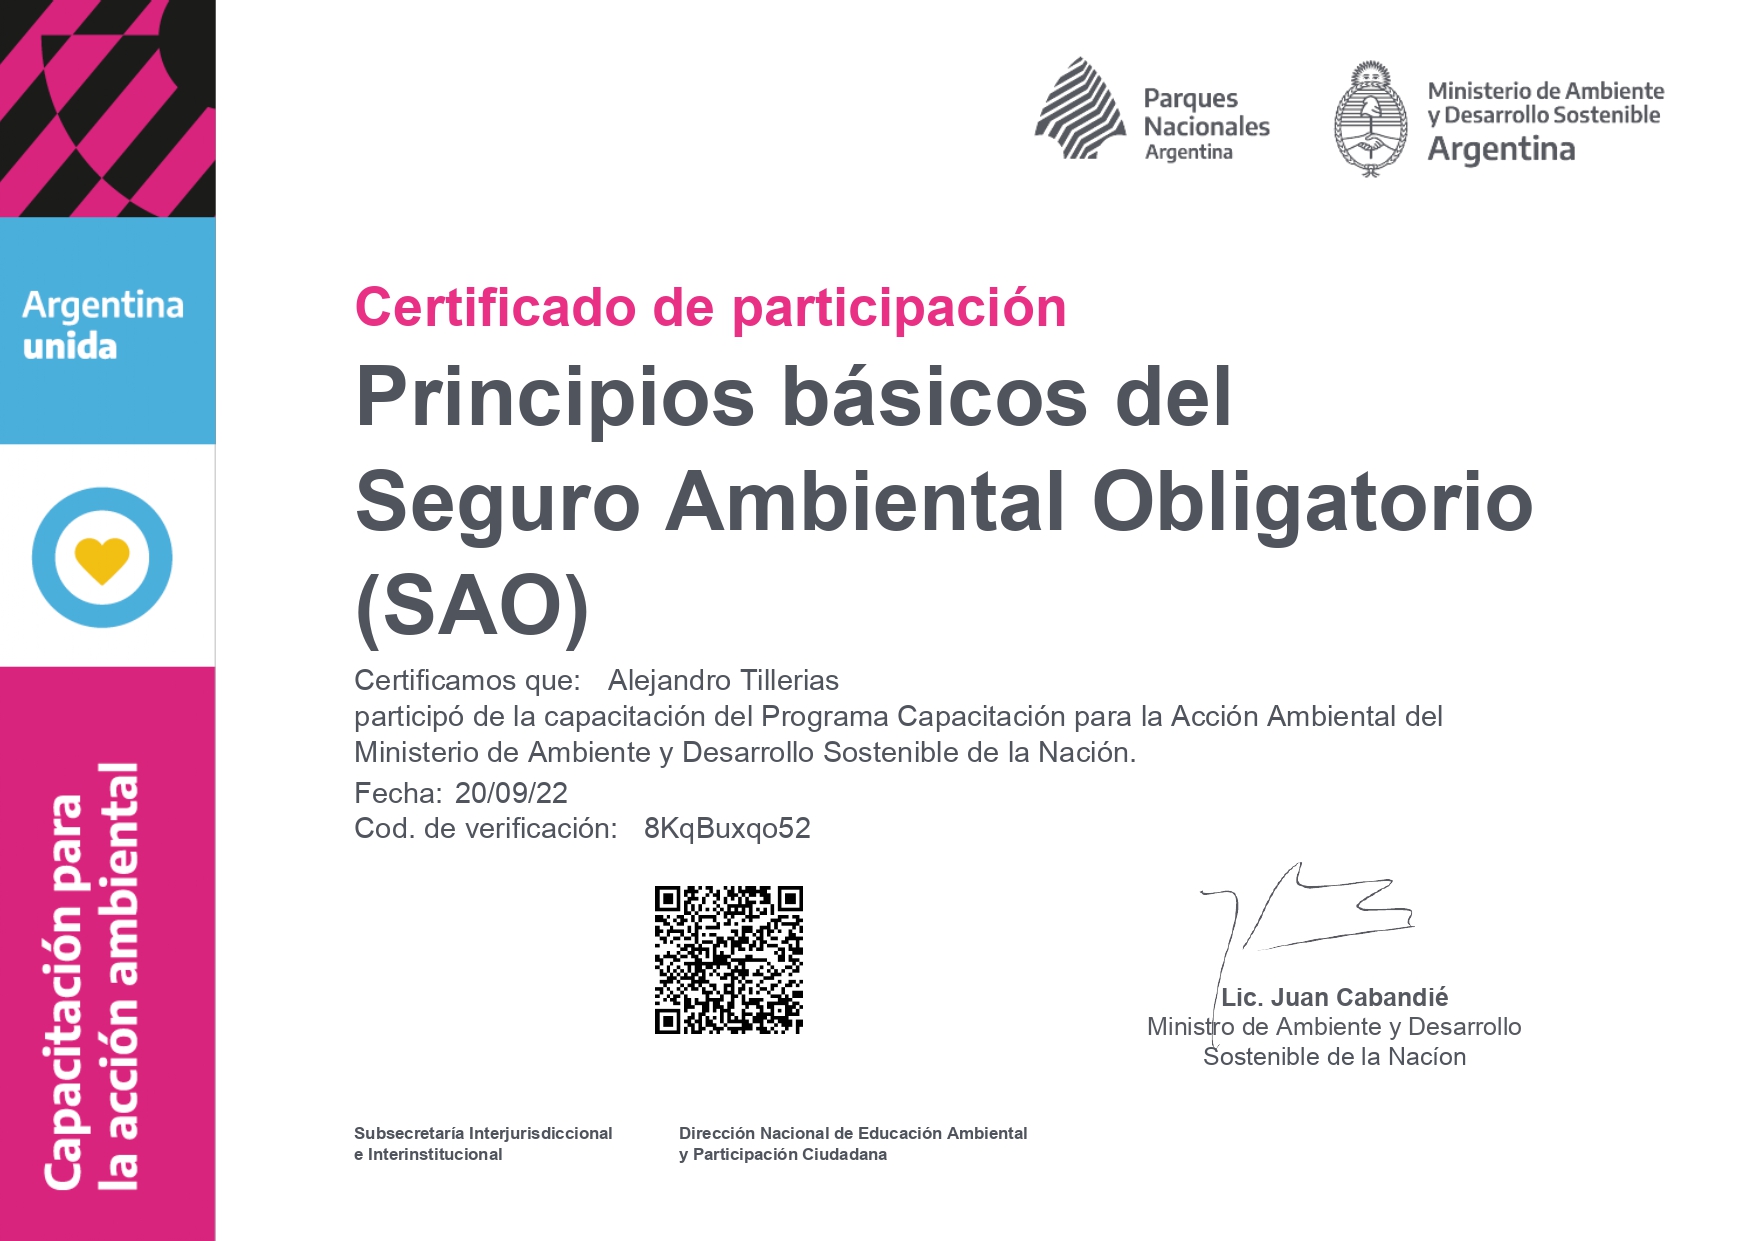 Parques
Nacionales
Argentina
Ministerio de Ambiente
y Desarrollo Sostenible
Argentina
Argentina
unida
Certificado de participación
Principios básicos del
Seguro Ambiental Obligatorio
(SAO)
Certificamos que: Alejandro Tillerias
participó de la capacitación del Programa Capacitación para la Acción Ambiental del
Ministerio de Ambiente y Desarrollo Sostenible de la Nación.
Fecha: 20/09/22
Cod. de verificación: 8KqBuxqo52
Capacitación para
la acción ambiental
Lic. Juan Cabandié
Ministro de Ambiente y Desarrollo
Sostenible de la Nacíon
Subsecretaría Interjurisdiccional
e Interinstitucional
Dirección Nacional de Educación Ambiental
y Participación Ciudadana